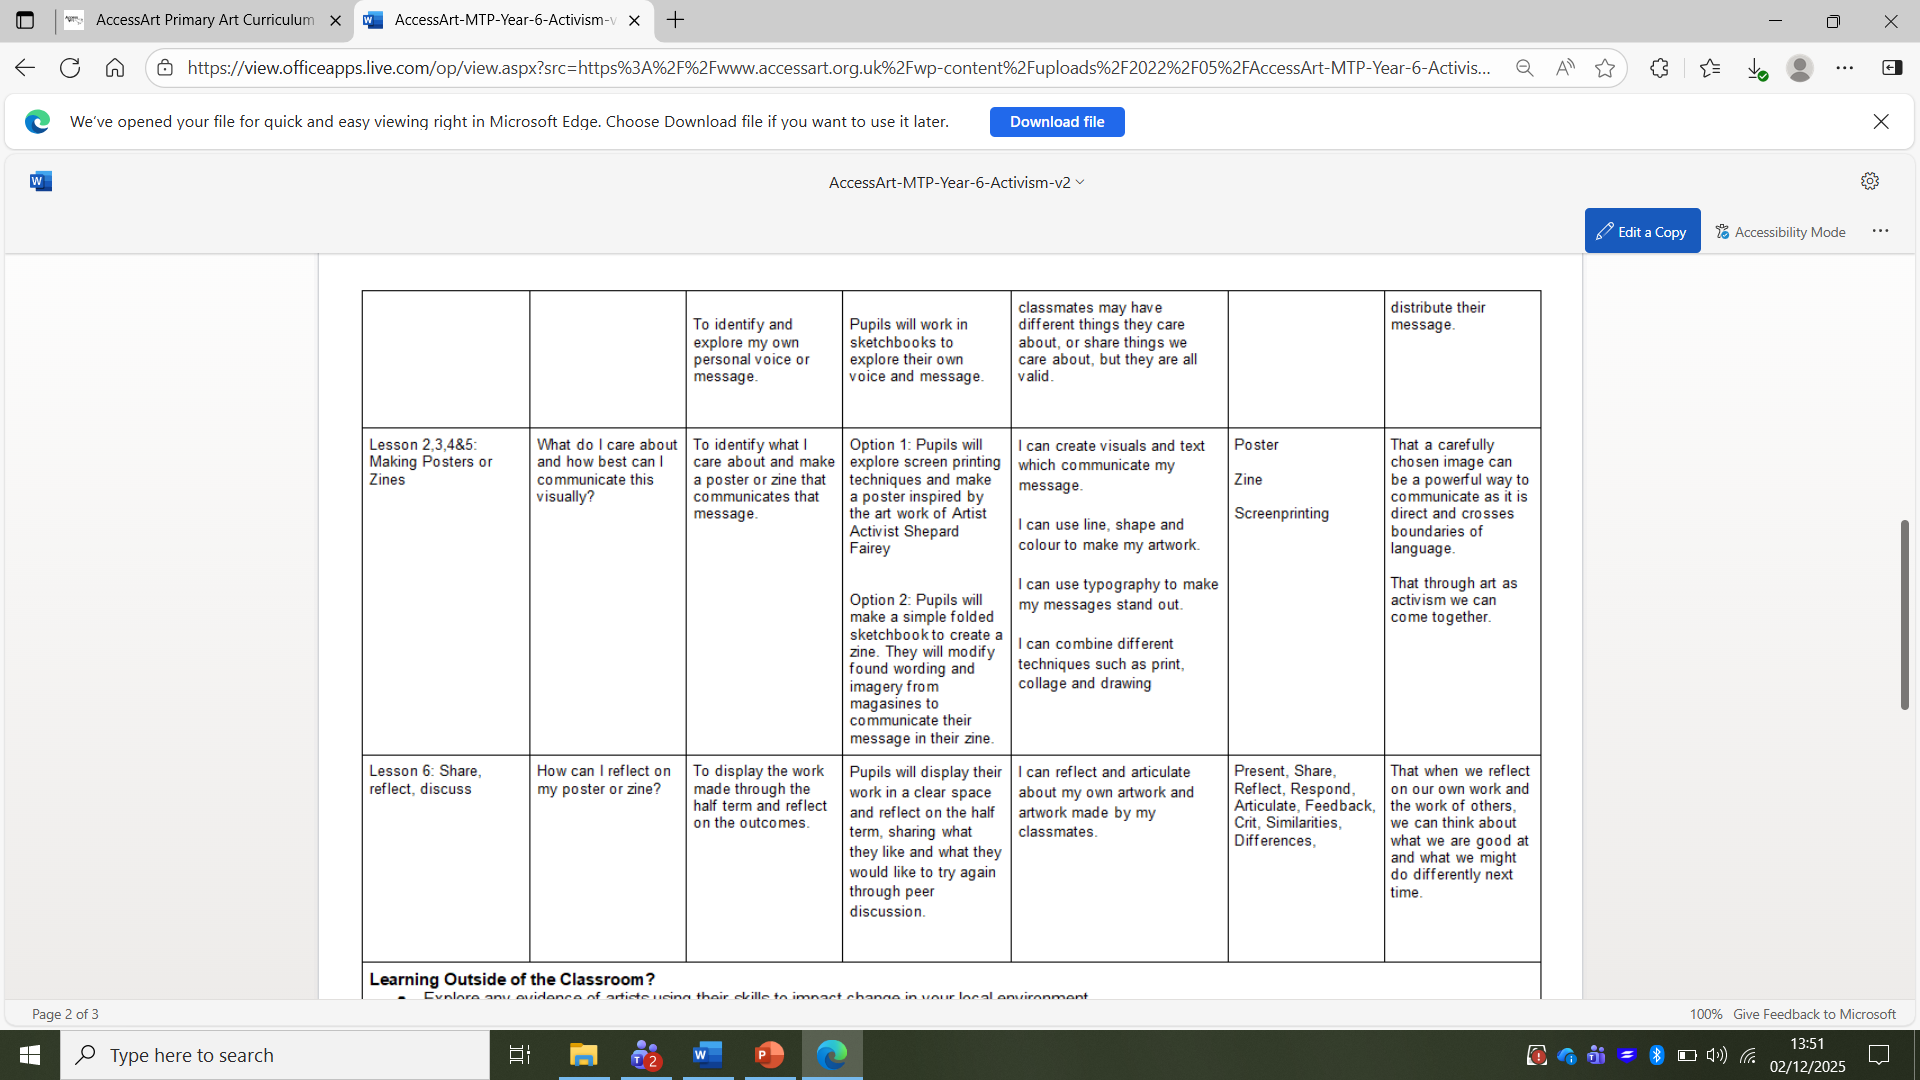 AccessArt Primary Art Curriculum
AccessArt-MTP-Year-6-Activism-v
https://view.officeapps.live.com/op/view.aspx?src=https%3A%2F%2Fwww.accessart.org.uk%2Fwp-content%2Fuploads%2F2022%2F05%2FAccessArt-MTP-Year-6-Activis...
We've opened your file for quick and easy viewing right in Microsoft Edge. Choose Download file if you want to use it later.
Download file
AccessArt-MTP-Year-6-Activism-v2
Edit a Copy
Accessibility Mode
To identify and
explore my own
personal voice or
message.
Pupils will work in
sketchbooks to
explore their own
voice and message.
classmates may have
different things they care
about, or share things we
care about, but they are all
valid.
distribute their
message.
Lesson 2,3,4&5:
Making Posters or
Zines
What do I care about
and how best can I
communicate this
visually?
To identify what I
care about and make
a poster or zine that
communicates that
message.
Option 1: Pupils will
explore screen printing
techniques and make
a poster inspired by
the art work of Artist
Activist Shepard
Fairey
Option 2: Pupils will
make a simple folded
sketchbook to create a
zine. They will modify
found wording and
imagery from
magasines to
communicate their
message in their zine.
I can create visuals and text
which communicate my
message.
I can use line, shape and
colour to make my artwork.
I can use typography to make
my messages stand out.
I can combine different
techniques such as print,
collage and drawing
Poster
Zine
Screenprinting
That a carefully
chosen image can
be a powerful way to
communicate as it is
direct and crosses
boundaries of
language.
That through art as
activism we can
come together.
Lesson 6: Share,
reflect, discuss
How can I reflect on
my poster or zine?
To display the work
made through the
half term and reflect
on the outcomes.
Pupils will display their
work in a clear space
and reflect on the half
term, sharing what
they like and what they
would like to try again
through peer
discussion.
I can reflect and articulate
about my own artwork and
artwork made by my
classmates.
Present, Share,
Reflect, Respond,
Articulate, Feedback,
Crit, Similarities,
Differences,
That when we reflect
on our own work and
the work of others,
we can think about
what we are good at
and what we might
do differently next
time.
Learning Outside of the Classroom?
Explore any evidence of artists using their skills to impact change in your local environment
Page 2 of 3
100%
Give Feedback to Microsoft
Type here to search
2
13:51
02/12/2025